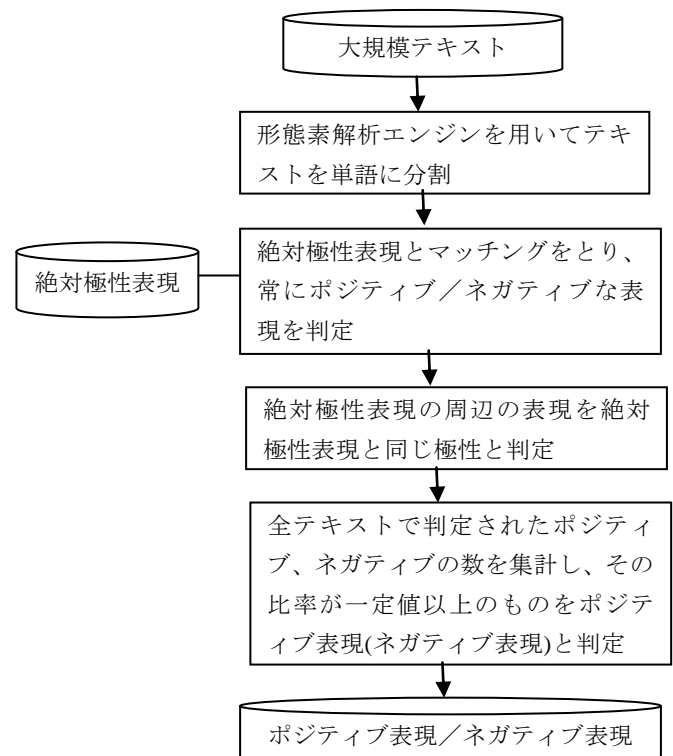 大規模テキスト
形態素解析エンジンを用いてテキ
ストを単語に分割
絶対極性表現
絶対極性表現とマッチングをとり、
常にポジティブ／ネガティブな表
現を判定
絶対極性表現の周辺の表現を絶対
極性表現と同じ極性と判定
全テキストで判定されたポジティ
ブ、ネガティブの数を集計し、その
比率が一定値以上のものをポジテ
ィブ表現(ネガティブ表現)と判定
ポジティブ表現／ネガティブ表現